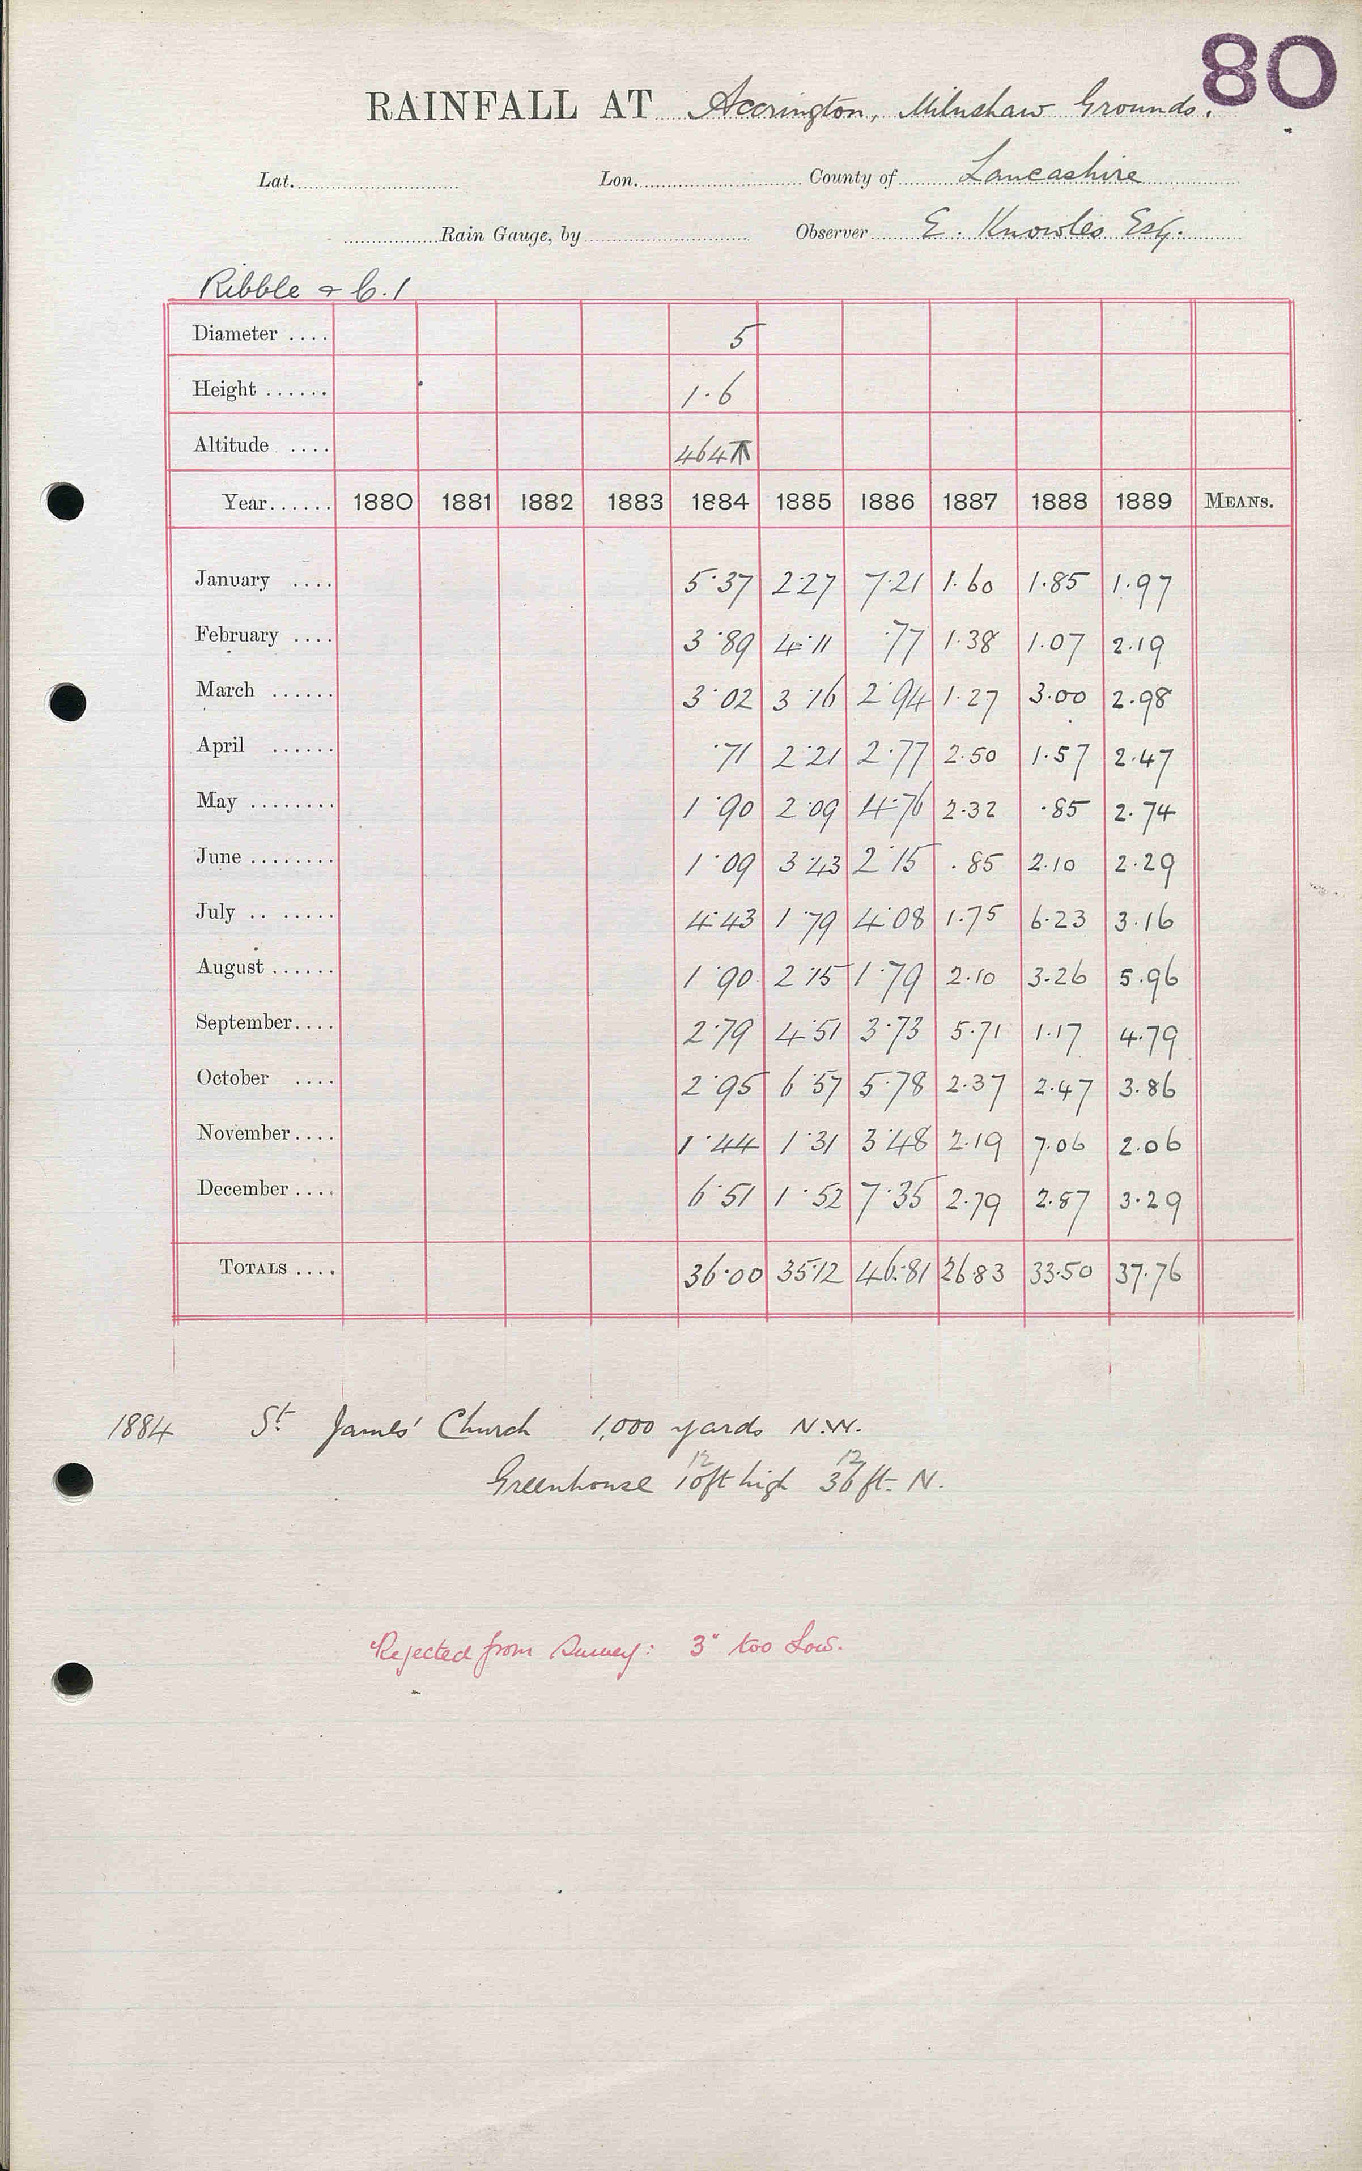 80
RAINFALL AT Accrington, Milnshaw Grounds.
Lat. Lon. County of Lancashire
Rain Gauge, by Observer E. Knowles Esq.
Ribble & C.1
Diameter .... 5
Height ...... 1.6
Altitude .... 464
Year...... 1880 1881 1882 1883 1884 1885 1886 1887 1888 1889 MEANS.
January .... 5.37 2.27 7.21 1.60 1.85 1.97
February .... 3.89 4.11 .77 1.38 1.07 2.19
March ...... 3.02 3.16 2.94 1.27 3.00 2.98
April ...... .71 2.21 2.77 2.50 1.57 2.47
May ........ 1.90 2.09 4.76 2.32 .85 2.74
June ........ 1.09 3.43 2.15 .85 2.10 2.29
July .. ..... 4.43 1.79 4.08 1.75 6.23 3.16
August ...... 1.90 2.15 1.79 2.10 3.26 5.96
September.... 2.79 4.51 3.73 5.71 1.17 4.79
October .... 2.95 6.57 5.78 2.37 2.47 3.86
November.... 1.44 1.31 3.48 2.19 7.06 2.06
December.... 6.51 1.52 7.35 2.79 2.87 3.29
TOTALS .... 36.00 35.12 46.81 26.83 33.50 37.76
1884 St James' Church 1,000 yards N.W.
12 12
Greenhouse 10ft high 36 ft. N.
Rejected from Survey: 3" too Low.